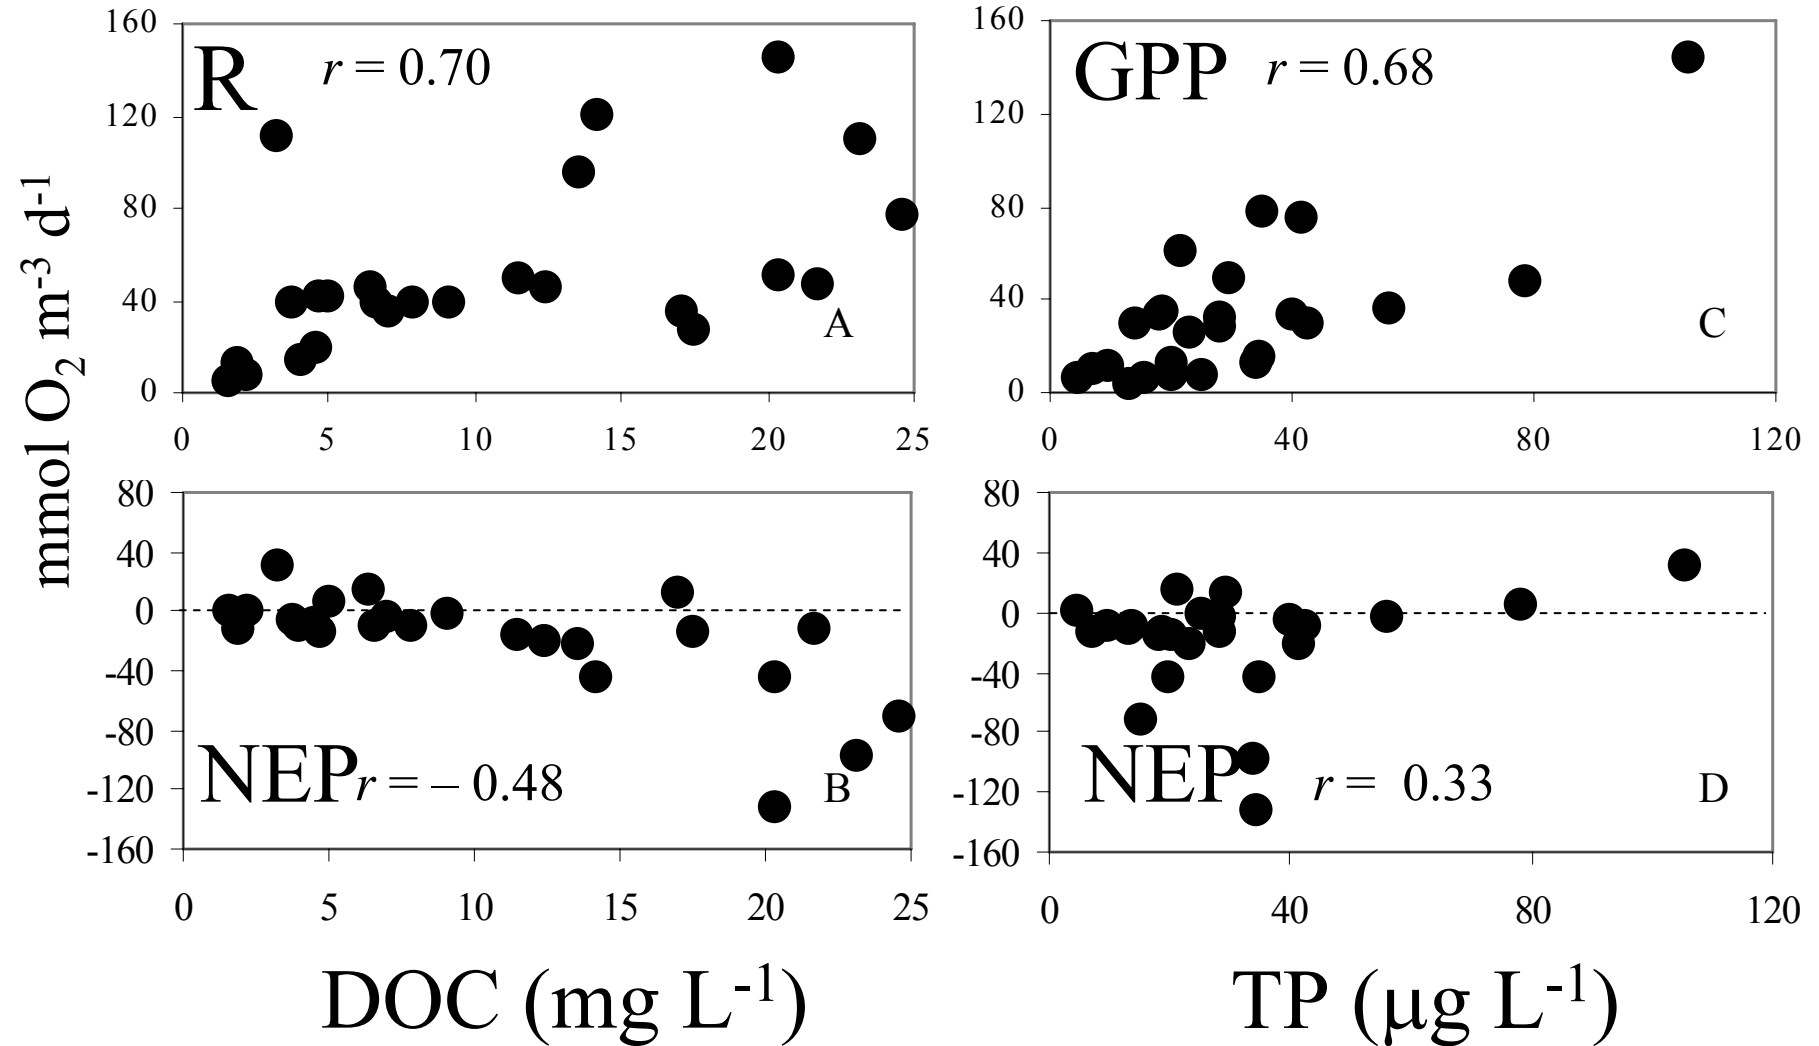 mmol O2 m-3 d-1
R
r = 0.70
160
120
80
40
0
0 5 10 15 20 25
A
GPP
r = 0.68
160
120
80
40
0
0 40 80 120
C
NEP
r = – 0.48
80
40
0
-40
-80
-120
-160
0 5 10 15 20 25
B
DOC (mg L-1)
NEP
r = 0.33
80
40
0
-40
-80
-120
-160
0 40 80 120
D
TP (μg L-1)